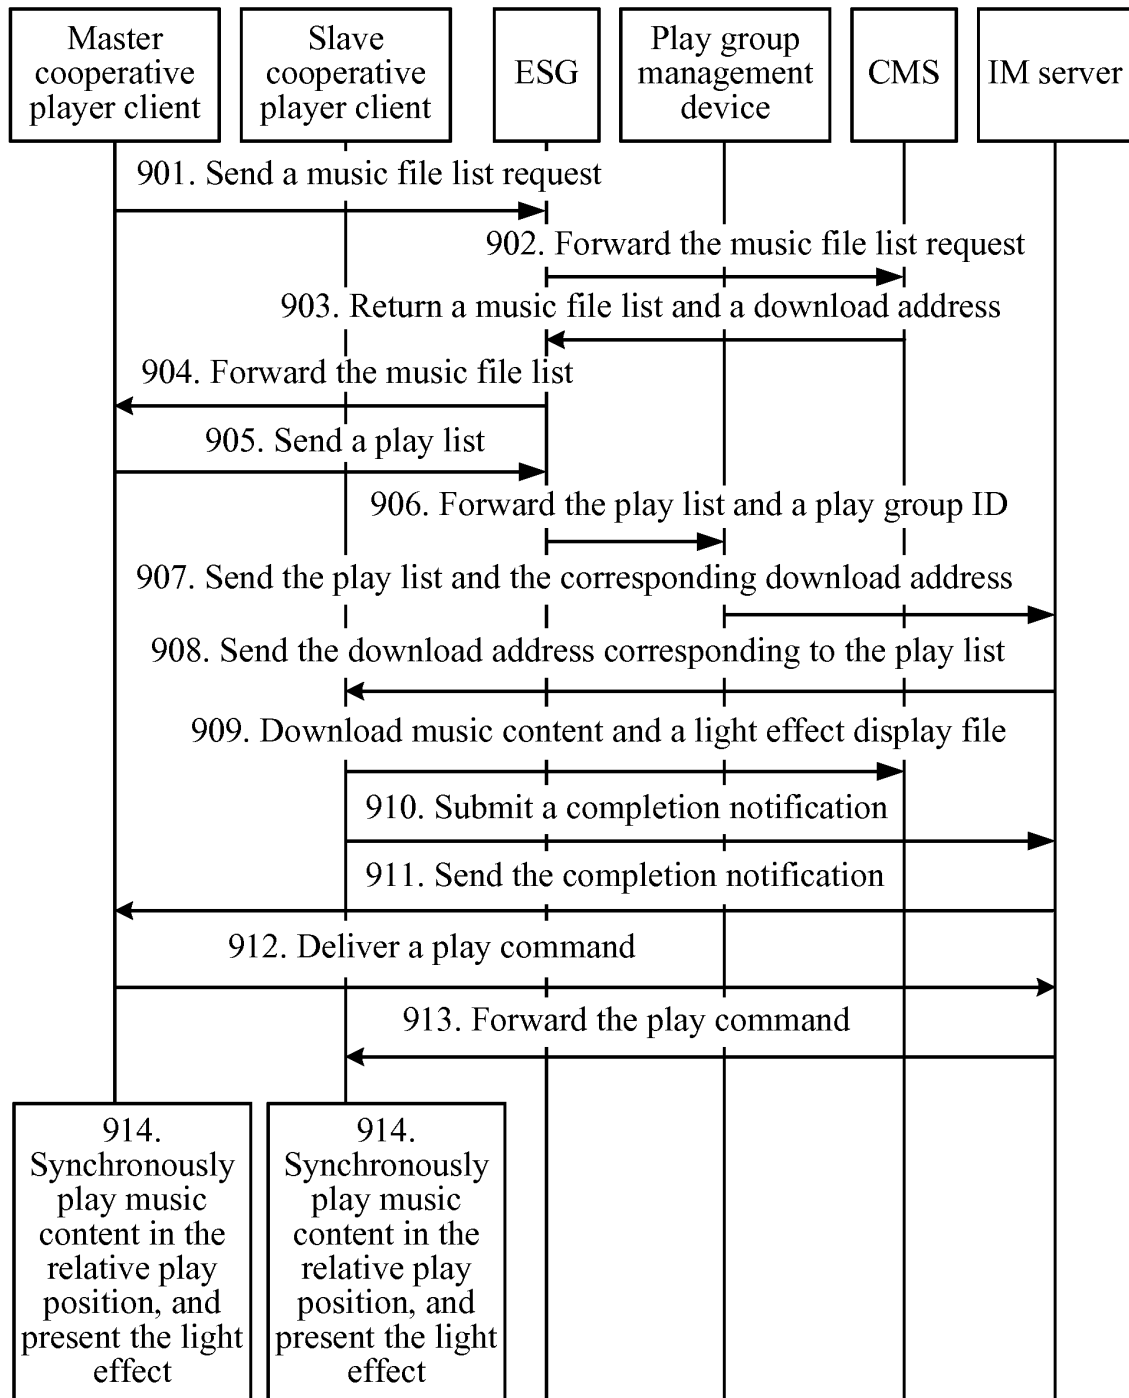 Master
cooperative
player client
Slave
cooperative
player client
ESG
Play group
management
device
CMS
IM server
901. Send a music file list request
902. Forward the music file list request
903. Return a music file list and a download address
904. Forward the music file list
905. Send a play list
906. Forward the play list and a play group ID
907. Send the play list and the corresponding download address
908. Send the download address corresponding to the play list
909. Download music content and a light effect display file
910. Submit a completion notification
911. Send the completion notification
912. Deliver a play command
913. Forward the play command
914.
Synchronously
play music
content in the
relative play
position, and
present the light
effect
914.
Synchronously
play music
content in the
relative play
position, and
present the light
effect